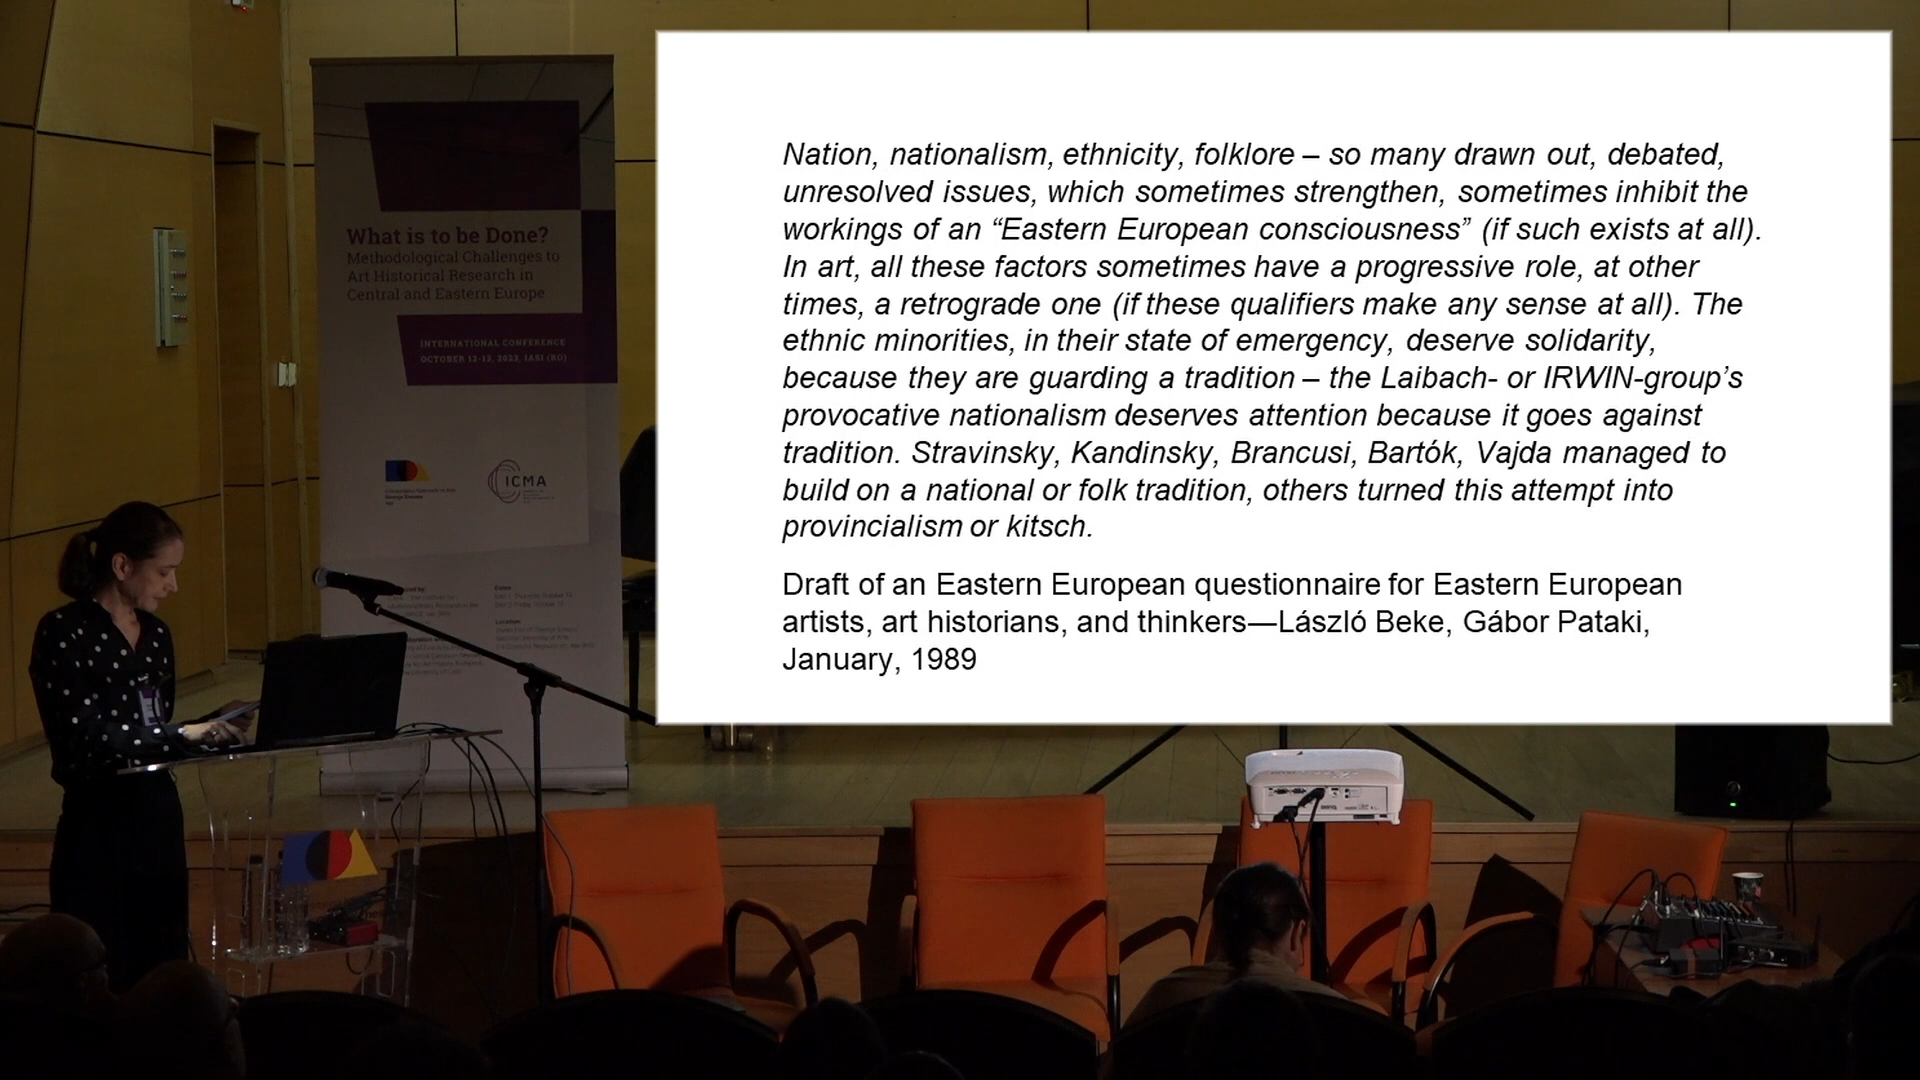 What is to be Done?
Methodological Challenges to
Art Historical Research in
Central and Eastern Europe
INTERNATIONAL CONFERENCE
OCTOBER 12-13, 2023, IASI (RO)
ICMA
Location:
Nation, nationalism, ethnicity, folklore – so many drawn out, debated,
unresolved issues, which sometimes strengthen, sometimes inhibit the
workings of an “Eastern European consciousness” (if such exists at all).
In art, all these factors sometimes have a progressive role, at other
times, a retrograde one (if these qualifiers make any sense at all). The
ethnic minorities, in their state of emergency, deserve solidarity,
because they are guarding a tradition – the Laibach- or IRWIN-group’s
provocative nationalism deserves attention because it goes against
tradition. Stravinsky, Kandinsky, Brancusi, Bartók, Vajda managed to
build on a national or folk tradition, others turned this attempt into
provincialism or kitsch.
Draft of an Eastern European questionnaire for Eastern European
artists, art historians, and thinkers—László Beke, Gábor Pataki,
January, 1989